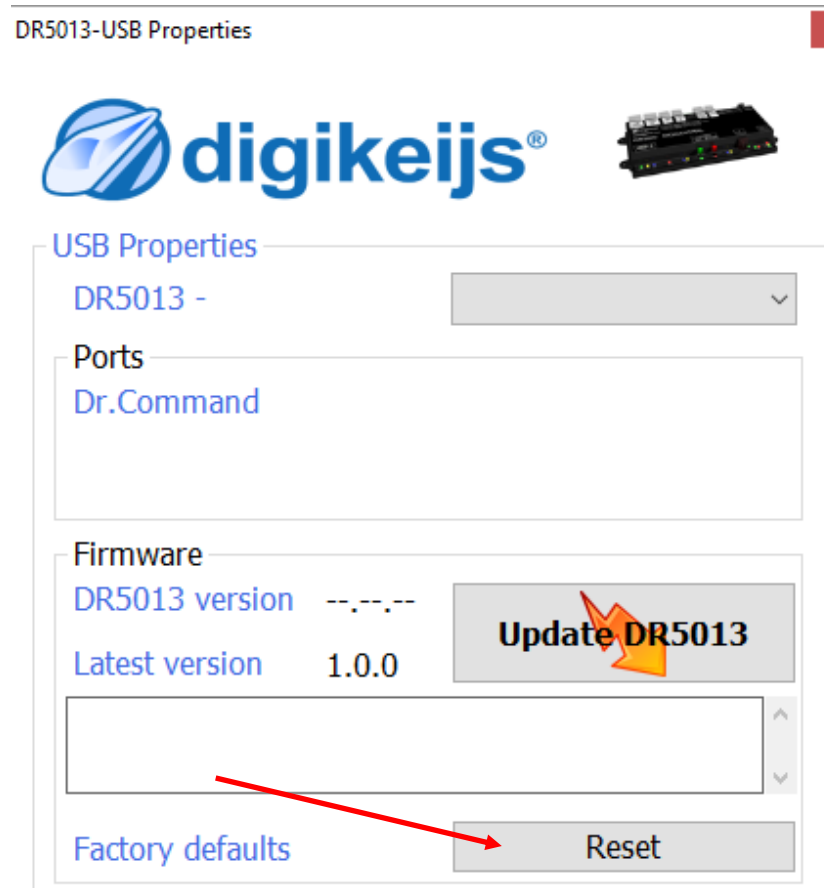 DR5013-USB Properties
digikeijs®
USB Properties
DR5013 -
Ports
Dr.Command
Firmware
DR5013 version --.--.--
Update DR5013
Latest version 1.0.0
Factory defaults Reset